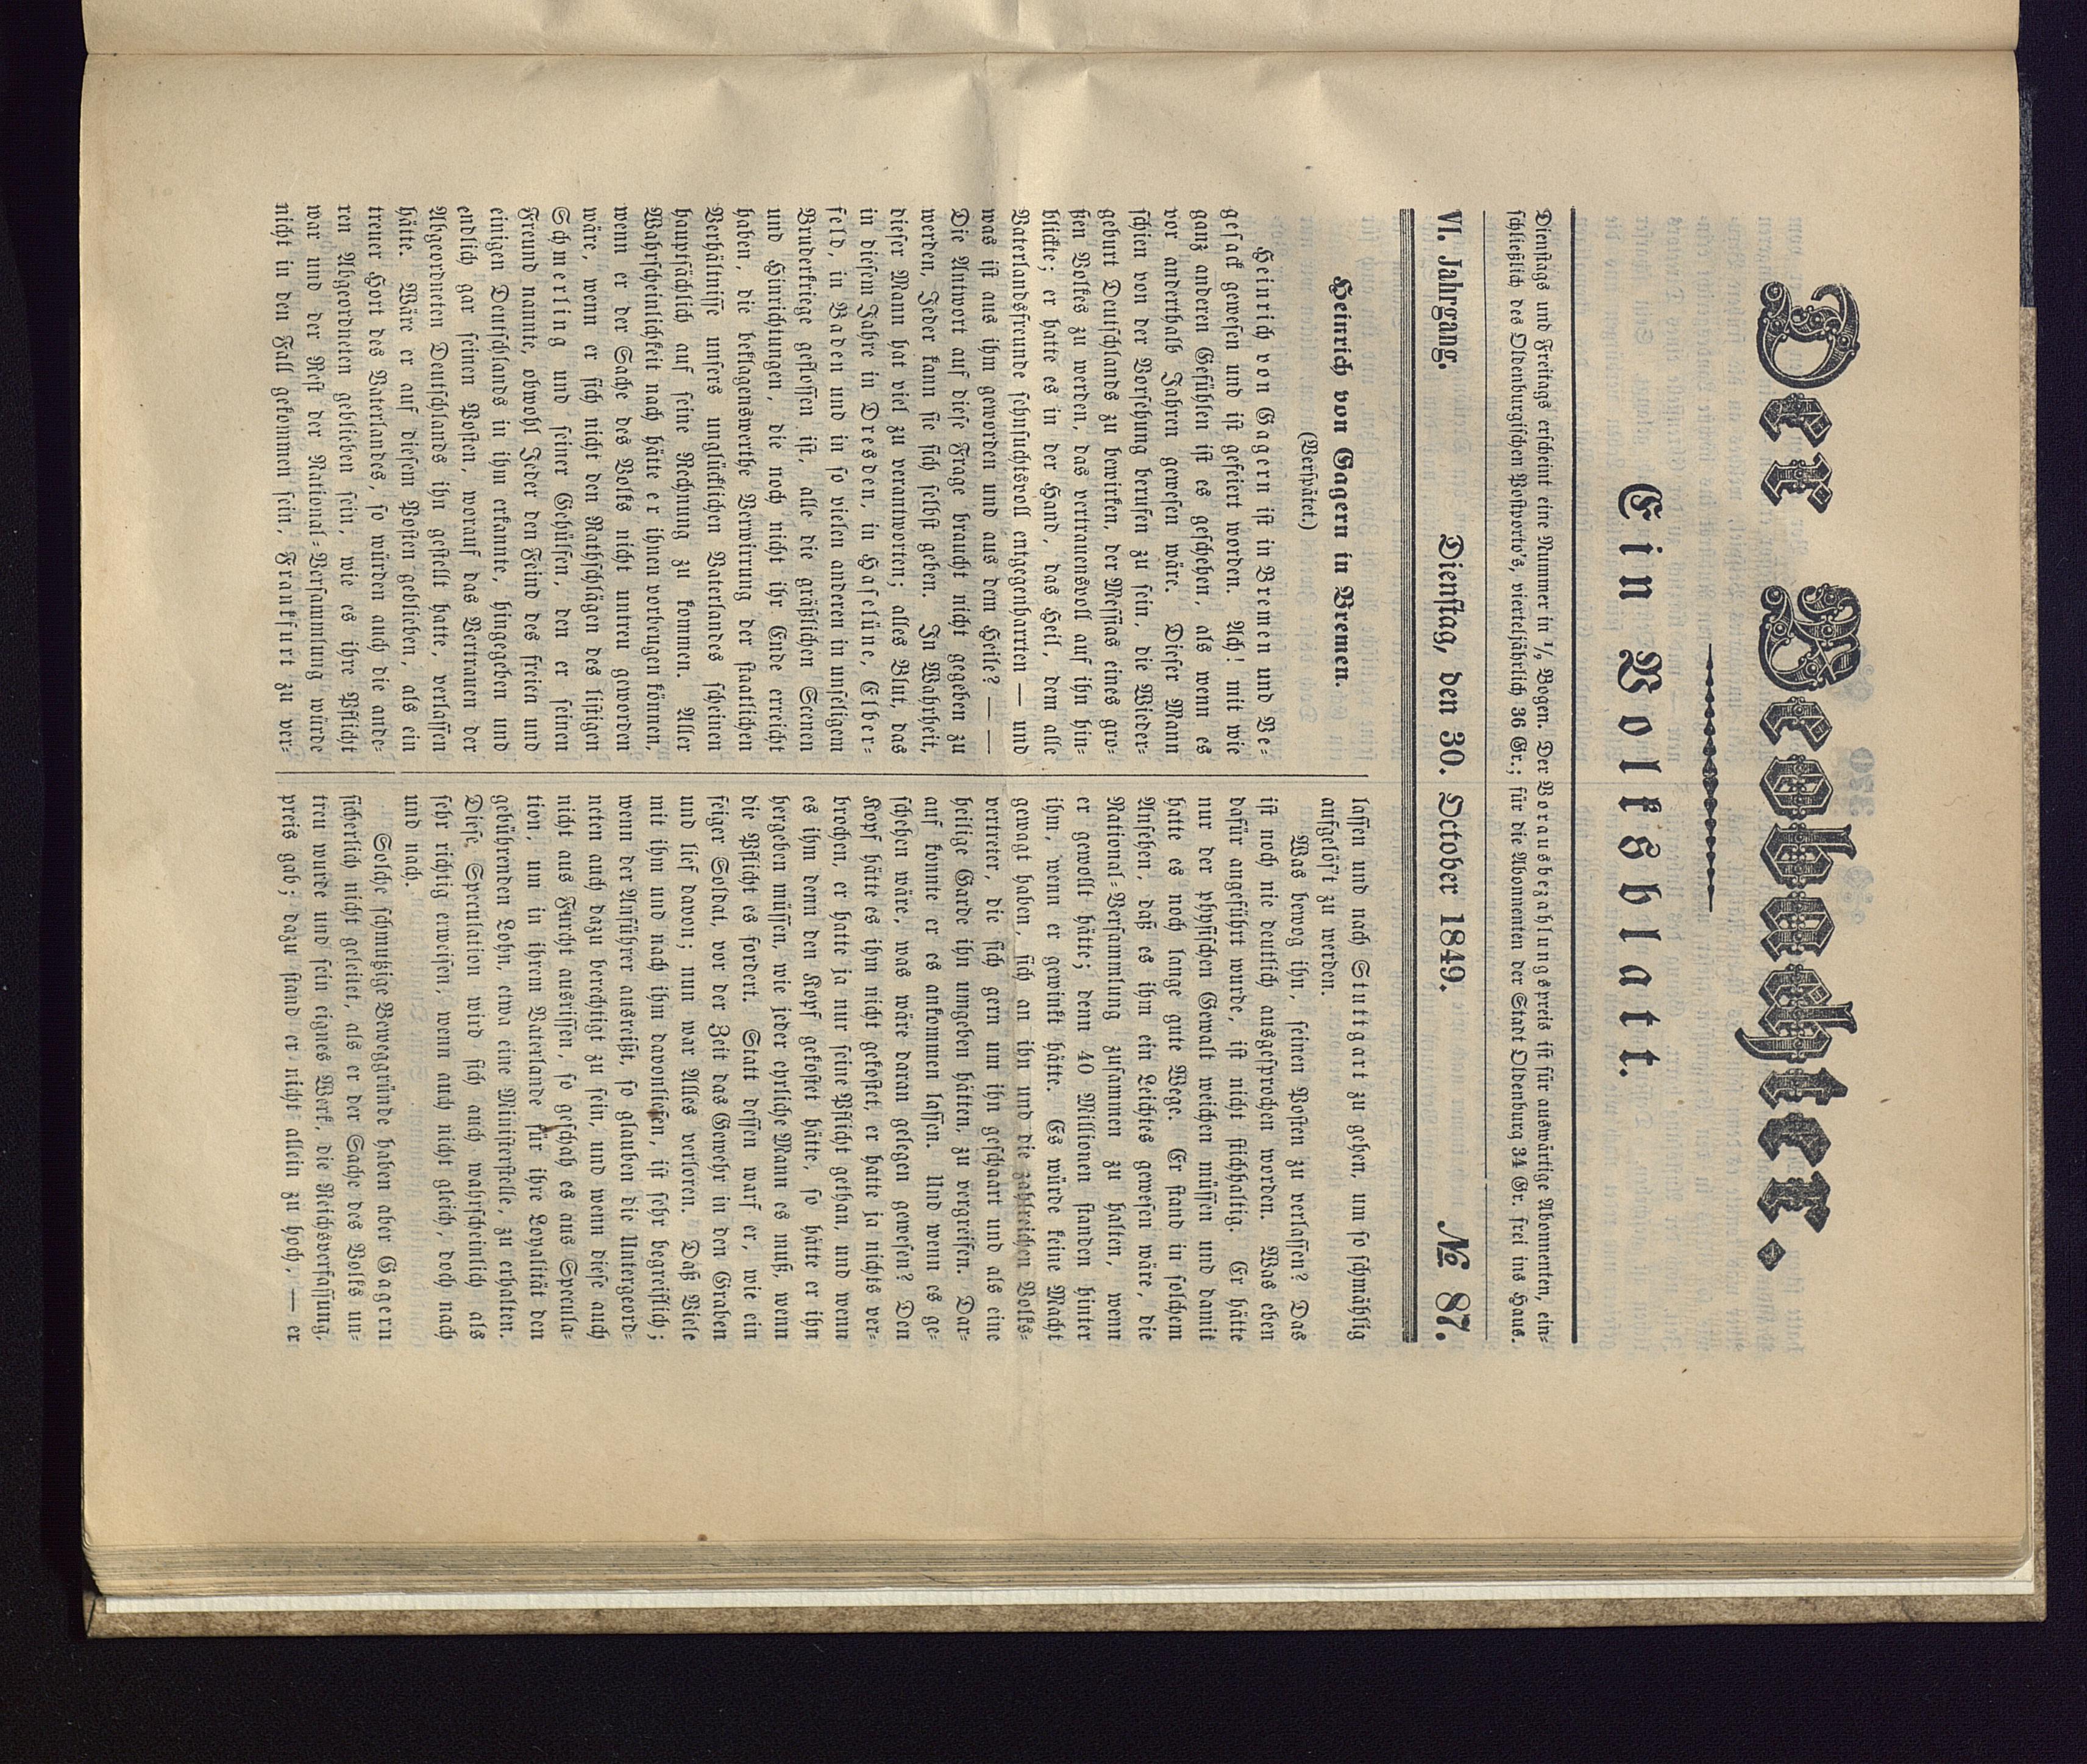 Der Beobachter.
Ein Volksblatt.
Dienstags und Freitags erscheint eine Nummer in ½ Bogen. Der Vorausbezahlungspreis ist für auswärtige Abonnenten, ein=
schließlich des Oldenburgischen Postporto's, vierteljährlich 36 Gr.; für die Abonnenten der Stadt Oldenburg 34 Gr. frei ins Haus.
VI. Jahrgang. Dienstag, den 30. October 1849. № 87.
Heinrich von Gagern in Bremen.
(Verspätet.)
Heinrich von Gagern ist in Bremen und Ve=
gesack gewesen und ist gefeiert worden. Ach! mit wie
ganz anderen Gefühlen ist es geschehen, als wenn es
vor anderthalb Jahren gewesen wäre. Dieser Mann
schien von der Vorsehung berufen zu sein, die Wieder=
geburt Deutschlands zu bewirken, der Messias eines gro=
ßen Volkes zu werden, das vertrauensvoll auf ihn hin=
blickte; er hatte es in der Hand, das Heil, dem alle
Vaterlandsfreunde sehnsuchtsvoll entgegenharrten — und
was ist aus ihm geworden und aus dem Heile? — —
Die Antwort auf diese Frage braucht nicht gegeben zu
werden, Jeder kann sie sich selbst geben. In Wahrheit,
dieser Mann hat viel zu verantworten; alles Blut, das
in diesem Jahre in Dresden, in Haselüne, Elber=
feld, in Baden und in so vielen anderen in unseligem
Bruderkriege geflossen ist, alle die gräßlichen Scenen
und Hinrichtungen, die noch nicht ihr Ende erreicht
haben, die beklagenswerthe Verwirrung der staatlichen
Verhältnisse unsers unglücklichen Vaterlandes scheinen
hauptsächlich auf seine Rechnung zu kommen. Aller
Wahrscheinlichkeit nach hätte er ihnen vorbeugen können,
wenn er der Sache des Volks nicht untreu geworden
wäre, wenn er sich nicht den Rathschlägen des listigen
Schmerling und seiner Gehülfen, den er seinen
Freund nannte, obwohl Jeder den Feind des freien und
einigen Deutschlands in ihm erkannte, hingegeben und
endlich gar seinen Posten, worauf das Vertrauen der
Abgeordneten Deutschlands ihn gestellt hatte, verlassen
hätte. Wäre er auf diesem Posten geblieben, als ein
treuer Hort des Vaterlandes, so würden auch die ande=
ren Abgeordneten geblieben sein, wie es ihre Pflicht
war und der Rest der National=Versammlung würde
nicht in den Fall gekommen sein, Frankfurt zu ver=
lassen und nach Stuttgart zu gehen, um so schmählig
aufgelös't zu werden.
Was bewog ihn, seinen Posten zu verlassen? Das
ist noch nie deutlich ausgesprochen worden. Was eben
dafür angeführt wurde, ist nicht stichhaltig. Er hätte
nur der physischen Gewalt weichen müssen und damit
hatte es noch lange gute Wege. Er stand in solchem
Ansehen, daß es ihm ein Leichtes gewesen wäre, die
National=Versammlung zusammen zu halten, wenn
er gewollt hätte; denn 40 Millionen standen hinter
ihm, wenn er gewinkt hätte. Es würde keine Macht
gewagt haben, sich an ihn und die zahlreichen Volks=
vertreter, die sich gern um ihn geschaart und als eine
heilige Garde ihn umgeben hätten, zu vergreifen. Dar=
auf konnte er es ankommen lassen. Und wenn es ge=
schehen wäre, was wäre daran gelegen gewesen? Den
Kopf hätte es ihm nicht gekostet, er hatte ja nichts ver=
brochen, er hatte ja nur seine Pflicht gethan, und wenn
es ihm denn den Kopf gekostet hätte, so hätte er ihn
hergeben müssen, wie jeder ehrliche Mann es muß, wenn
die Pflicht es fordert. Statt dessen warf er, wie ein
feiger Soldat, vor der Zeit das Gewehr in den Graben
und lief davon; nun war Alles verloren. Daß Viele
mit ihm und nach ihm davonliefen, ist sehr begreiflich;
wenn der Anführer ausreißt, so glauben die Untergeord=
neten auch dazu berechtigt zu sein, und wenn diese auch
nicht aus Furcht ausrissen, so geschah es aus Specula=
tion, um in ihrem Vaterlande für ihre Loyalität den
gebührenden Lohn, etwa eine Ministerstelle, zu erhalten.
Diese Speculation wird sich auch wahrscheinlich als
sehr richtig erweisen, wenn auch nicht gleich, doch nach
und nach.
Solche schmutzige Beweggründe haben aber Gagern
sicherlich nicht geleitet, als er der Sache des Volks un=
treu wurde und sein eignes Werk, die Reichsverfassung,
preis gab; dazu stand er nicht allein zu hoch, — er